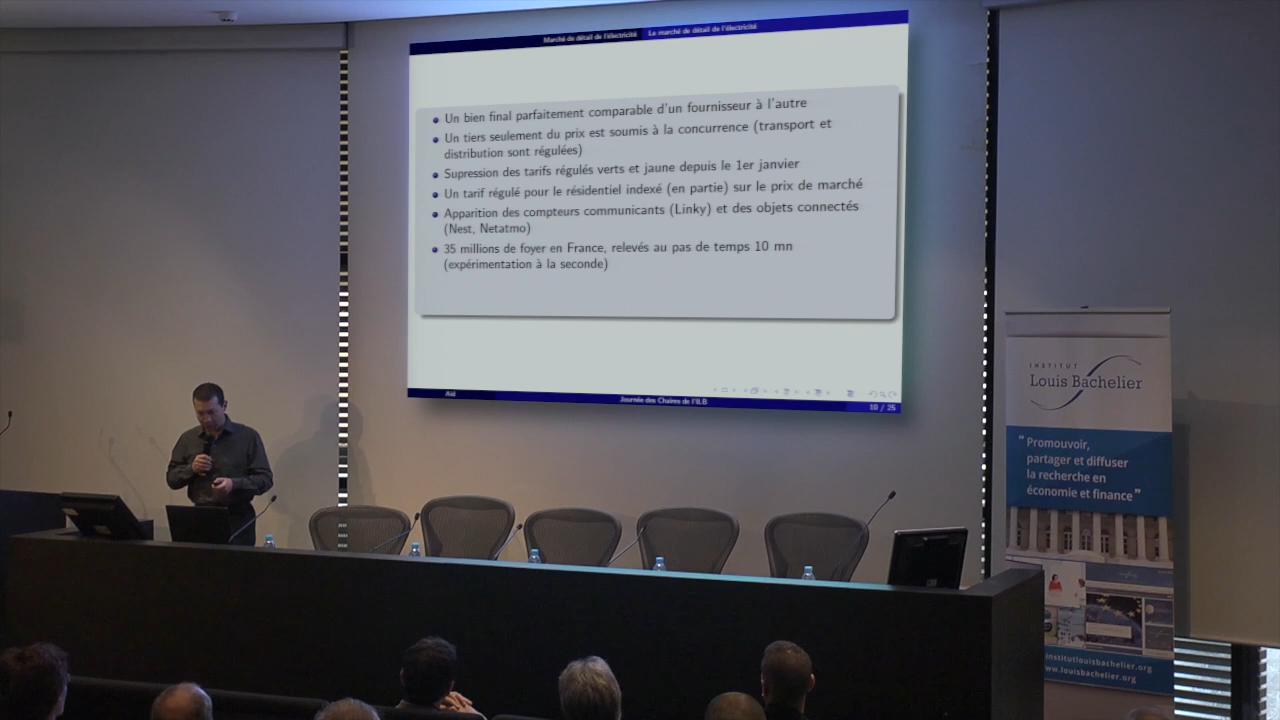 Marché de détail de l'électricité Le marché de détail de l'électricité
Un bien final parfaitement comparable d'un fournisseur à l'autre
Un tiers seulement du prix est soumis à la concurrence (transport et
distribution sont régulées)
Supression des tarifs régulés verts et jaune depuis le 1er janvier
Un tarif régulé pour le résidentiel indexé (en partie) sur le prix de marché
Apparition des compteurs communicants (Linky) et des objets connectés
(Nest, Netatmo)
35 millions de foyer en France, relevés au pas de temps 10 mn
(expérimentation à la seconde)
Aïd Journée des Chaires de l'ILB 10 / 25
INSTITUT
Louis Bachelier
“ Promouvoir,
partager et diffuser
la recherche en
économie et finance ”
institutlouisbachelier.org
www.louisbachelier.org